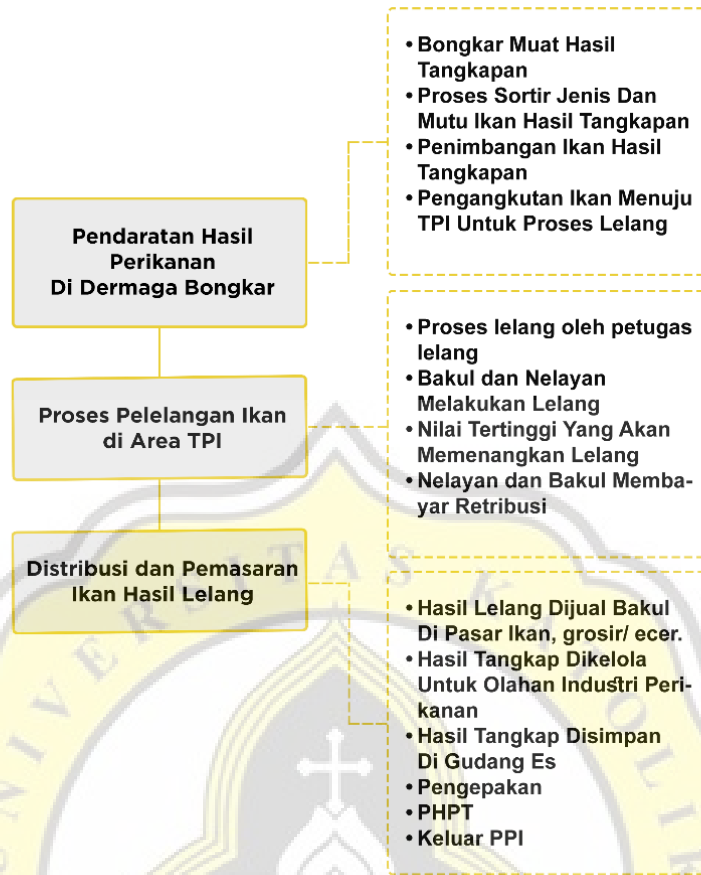 Pendaratan Hasil
Perikanan
Di Dermaga Bongkar
• Bongkar Muat Hasil
Tangkapan
• Proses Sortir Jenis Dan
Mutu Ikan Hasil Tangkapan
• Penimbangan Ikan Hasil
Tangkapan
• Pengangkutan Ikan Menuju
TPI Untuk Proses Lelang
Proses Pelelangan Ikan
di Area TPI
• Proses lelang oleh petugas
lelang
• Bakul dan Nelayan
Melakukan Lelang
• Nilai Tertinggi Yang Akan
Memenangkan Lelang
• Nelayan dan Bakul Memba-
yar Retribusi
Distribusi dan Pemasaran
Ikan Hasil Lelang
• Hasil Lelang Dijual Bakul
Di Pasar Ikan, grosir/ ecer.
• Hasil Tangkap Dikelola
Untuk Olahan Industri Peri-
kanan
• Hasil Tangkap Disimpan
Di Gudang Es
• Pengepakan
• PHPT
• Keluar PPI
UNIVERSITAS KATOLIK